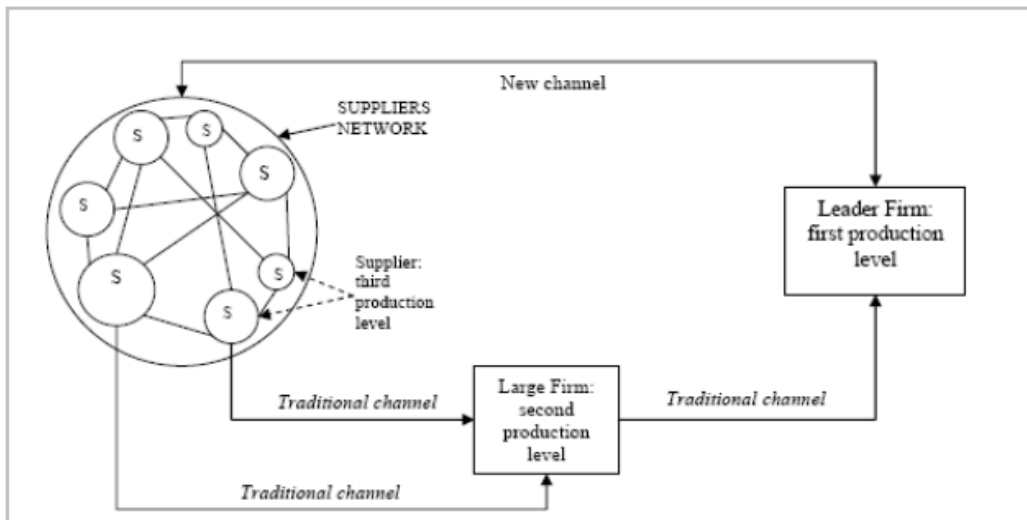 New channel
SUPPLIERS
NETWORK
S
S
S
S
S
S
S
Leader Firm:
first production
level
Supplier:
third
production
level
Large Firm:
second
production
level
Traditional channel
Traditional channel
Traditional channel